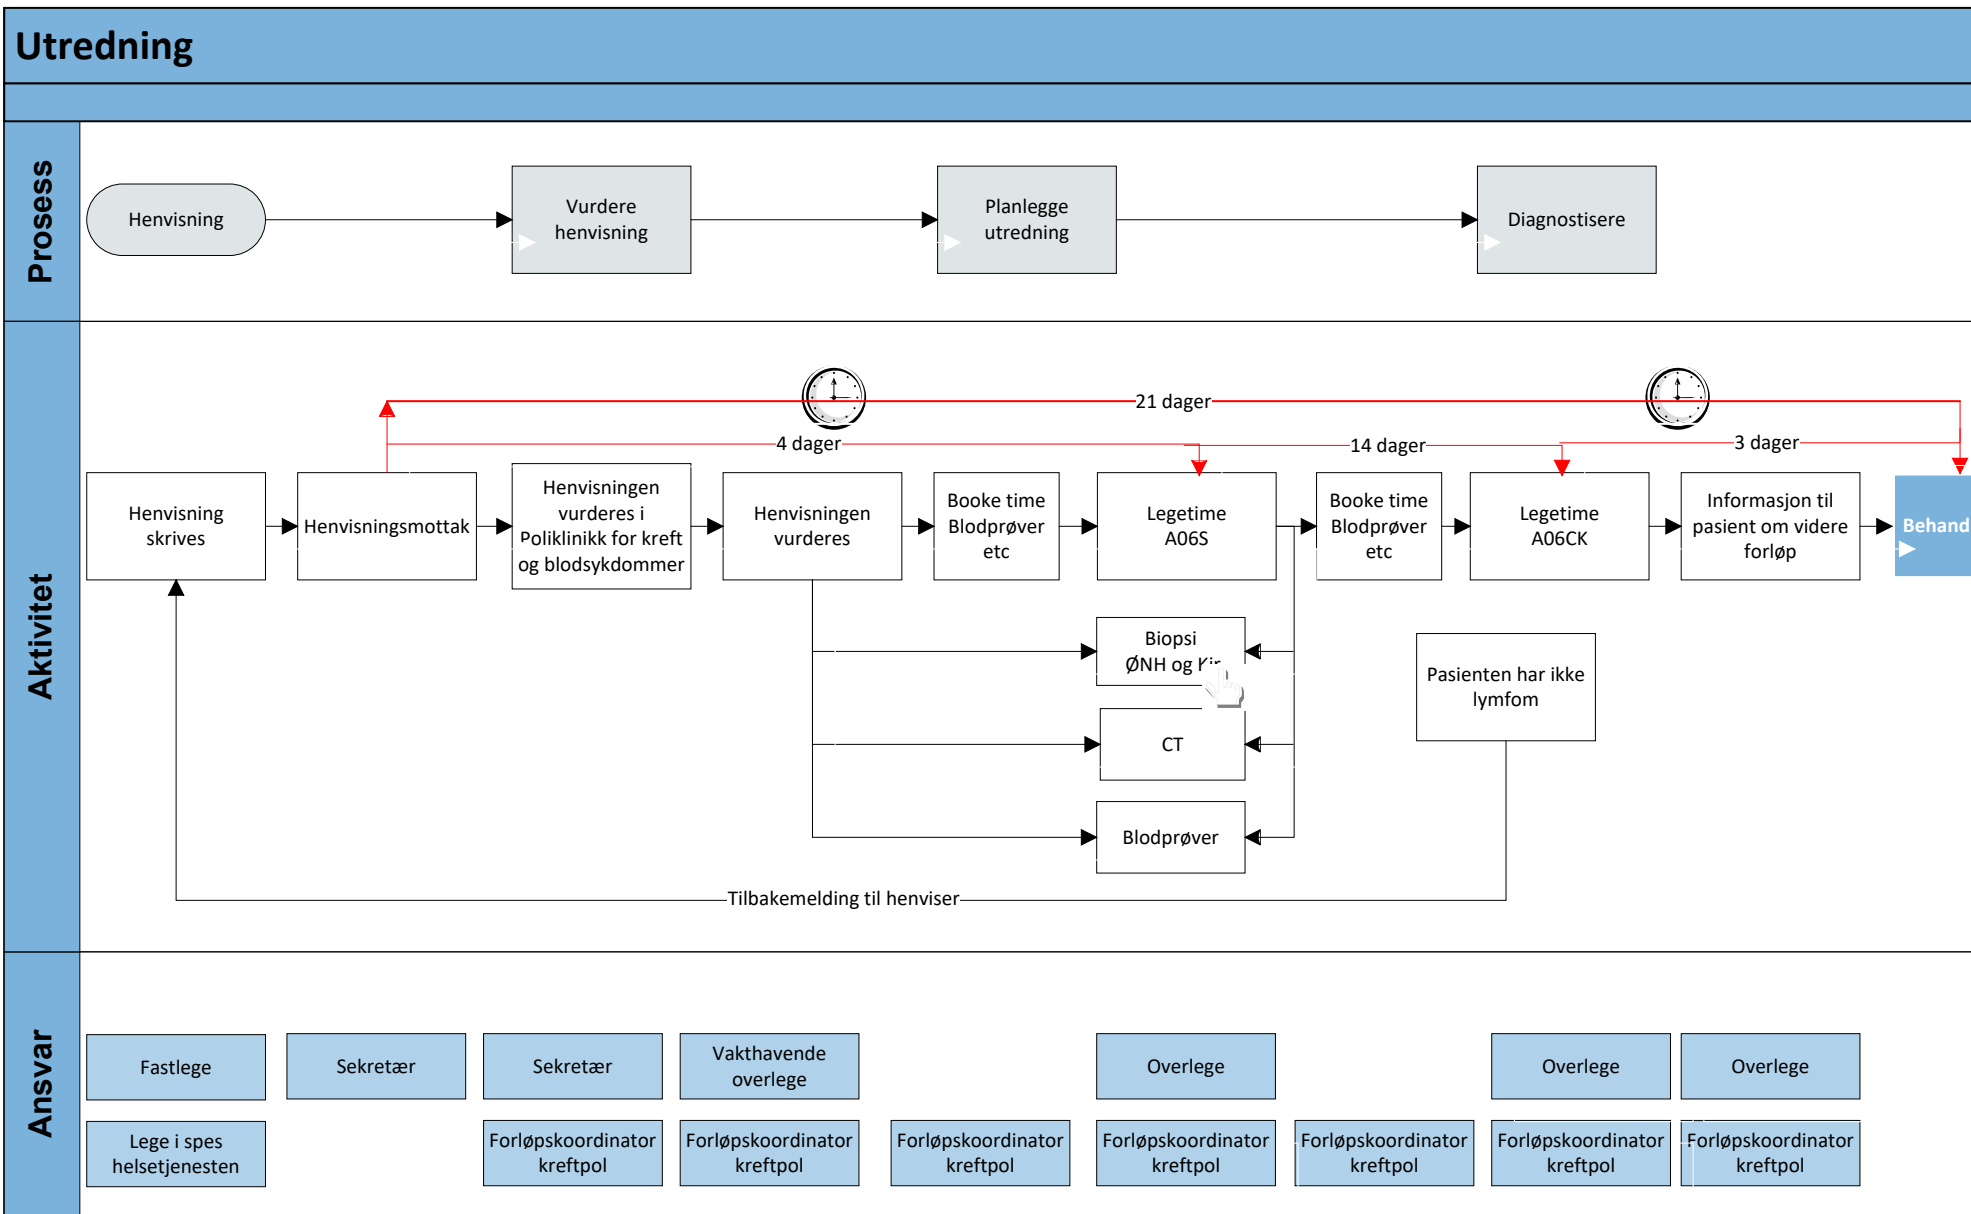 Utredning
Prosess
Henvisning
Vurdere
henvisning
Planlegge
utredning
Diagnostisere
Aktivitet
21 dager
4 dager
14 dager
3 dager
Henvisning
skrives
Henvisningsmottak
Henvisningen
vurderes i
Poliklinikk for kreft
og blodsykdommer
Henvisningen
vurderes
Booke time
Blodprøver
etc
Legetime
A06S
Booke time
Blodprøver
etc
Legetime
A06CK
Informasjon til
pasient om videre
forløp
Behand
Biopsi
ØNH og
Pasienten har ikke
lymfom
CT
Blodprøver
Tilbakemelding til henviser
Ansvar
Fastlege
Sekretær
Sekretær
Vakthavende
overlege
Overlege
Overlege
Overlege
Lege i spes
helsetjenesten
Forløpskoordinator
kreftpol
Forløpskoordinator
kreftpol
Forløpskoordinator
kreftpol
Forløpskoordinator
kreftpol
Forløpskoordinator
kreftpol
Forløpskoordinator
kreftpol
Forløpskoordinator
kreftpol